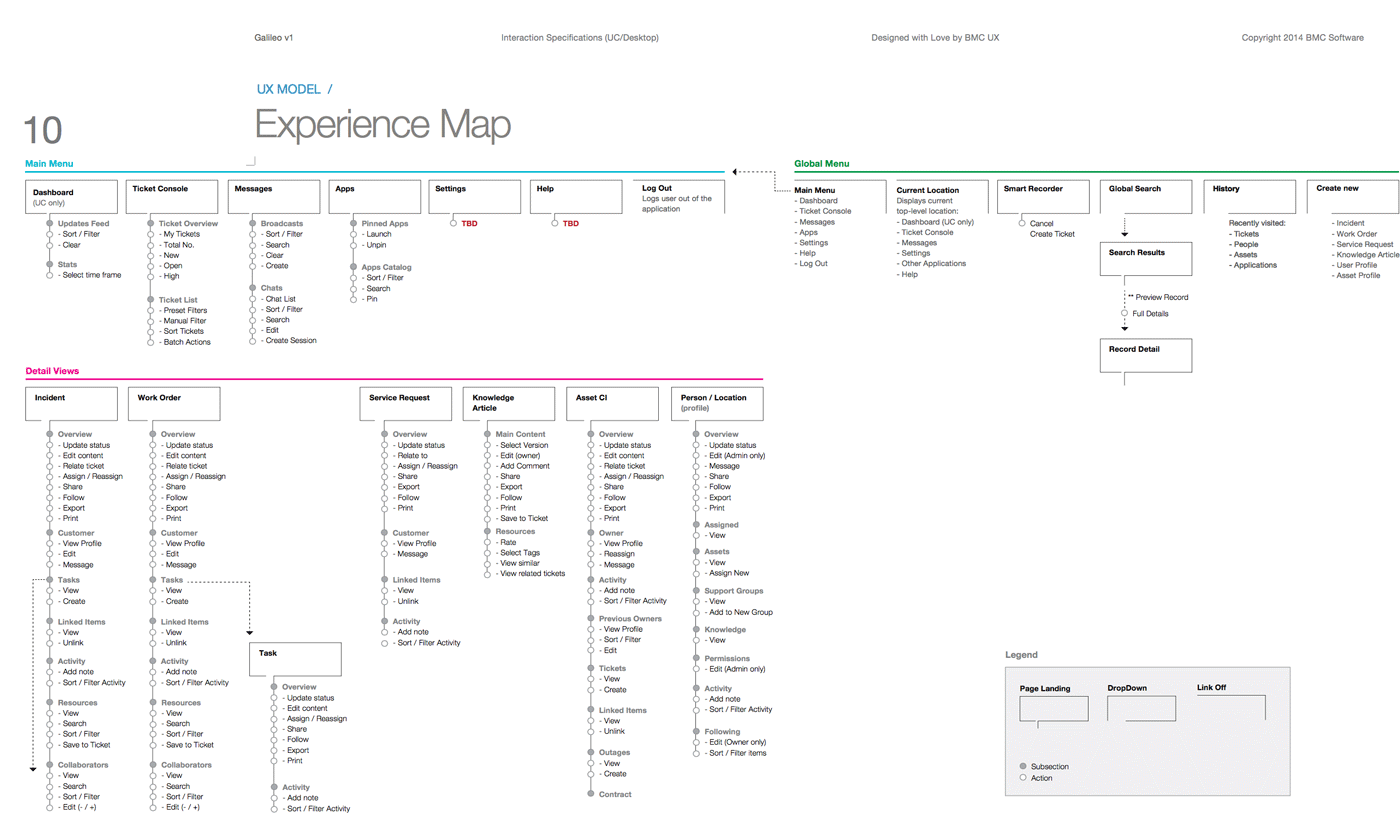 Galileo v1
Interaction Specifications (UC/Desktop)
Designed with Love by BMC UX
Copyright 2014 BMC Software
UX MODEL /
10
Experience Map
Main Menu
Dashboard
(UC only)
Updates Feed
- Sort / Filter
- Clear
Stats
- Select time frame
Ticket Console
Ticket Overview
- My Tickets
- Total No.
- New
- Open
- High
Ticket List
- Preset Filters
- Manual Filter
- Sort Tickets
- Batch Actions
Messages
Broadcasts
- Sort / Filter
- Search
- Clear
- Create
Chats
- Chat List
- Sort / Filter
- Search
- Edit
- Create Session
Apps
Pinned Apps
- Launch
- Unpin
Apps Catalog
- Sort / Filter
- Search
- Pin
Settings
TBD
Help
TBD
Log Out
Logs user out of the
application
Global Menu
Main Menu
- Dashboard
- Ticket Console
- Messages
- Apps
- Settings
- Help
- Log Out
Current Location
Displays current
top-level location:
- Dashboard (UC only)
- Ticket Console
- Messages
- Settings
- Other Applications
- Help
Smart Recorder
Cancel
Create Ticket
Global Search
Search Results
** Preview Record
Full Details
Record Detail
History
Recently visited:
- Tickets
- People
- Assets
- Applications
Create new
- Incident
- Work Order
- Service Request
- Knowledge Article
- User Profile
- Asset Profile
Detail Views
Incident
Overview
- Update status
- Edit content
- Relate ticket
- Assign / Reassign
- Share
- Follow
- Export
- Print
Customer
- View Profile
- Edit
- Message
Tasks
- View
- Create
Linked Items
- View
- Unlink
Activity
- Add note
- Sort / Filter Activity
Resources
- View
- Search
- Sort / Filter
- Save to Ticket
Collaborators
- View
- Search
- Sort / Filter
- Edit (- / +)
Work Order
Overview
- Update status
- Edit content
- Relate ticket
- Assign / Reassign
- Share
- Follow
- Export
- Print
Customer
- View Profile
- Edit
- Message
Tasks
- View
- Create
Linked Items
- View
- Unlink
Activity
- Add note
- Sort / Filter Activity
Resources
- View
- Search
- Sort / Filter
- Save to Ticket
Collaborators
- View
- Search
- Sort / Filter
- Edit (- / +)
Task
Overview
- Update status
- Edit content
- Assign / Reassign
- Share
- Follow
- Export
- Print
Activity
- Add note
- Sort / Filter Activity
Service Request
Overview
- Update status
- Relate to
- Assign / Reassign
- Share
- Export
- Follow
- Print
Customer
- View Profile
- Message
Linked Items
- View
- Unlink
Activity
- Add note
- Sort / Filter Activity
Knowledge
Article
Main Content
- Select Version
- Edit (owner)
- Add Comment
- Share
- Export
- Follow
- Print
- Save to Ticket
Resources
- Rate
- Select Tags
- View similar
- View related tickets
Asset CI
Overview
- Update status
- Edit content
- Relate ticket
- Assign / Reassign
- Share
- Follow
- Export
- Print
Owner
- View Profile
- Reassign
- Message
Activity
- Add note
- Sort / Filter Activity
Previous Owners
- View Profile
- Sort / Filter
- Edit
Tickets
- View
- Create
Linked Items
- View
- Unlink
Outages
- View
- Create
Contract
Person / Location
(profile)
Overview
- Update status
- Edit (Admin only)
- Message
- Share
- Follow
- Export
- Print
Assigned
- View
Assets
- View
- Assign New
Support Groups
- View
- Add to New Group
Knowledge
- View
Permissions
- Edit (Admin only)
Activity
- Add note
- Sort / Filter Activity
Following
- Edit (Owner only)
- Sort / Filter items
Legend
Page Landing
DropDown
Link Off
Subsection
Action